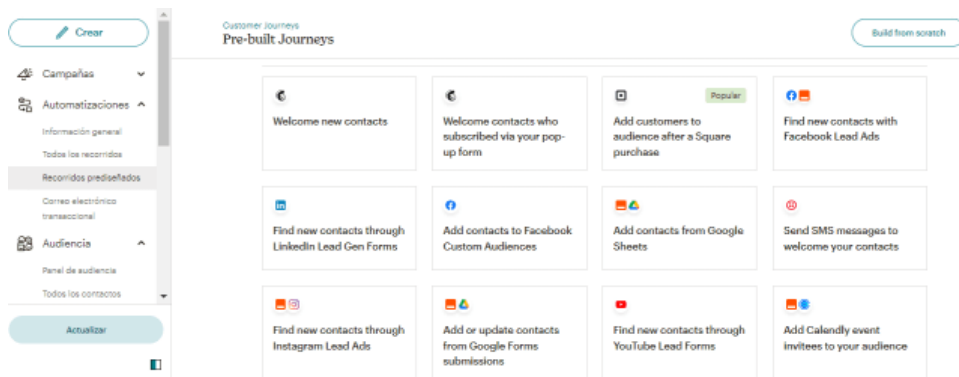 Crear
Campañas
Automatizaciones
Información general
Todos los recorridos
Recorridos prediseñados
Correo electrónico
transaccional
Audiencia
Panel de audiencia
Todos los contactos
Actualizar
Customer Journeys
Pre-built Journeys
Build from scratch
Welcome new contacts
Welcome contacts who
subscribed via your pop-
up form
Popular
Add customers to
audience after a Square
purchase
Find new contacts with
Facebook Lead Ads
in
Find new contacts through
LinkedIn Lead Gen Forms
Add contacts to Facebook
Custom Audiences
Add contacts from Google
Sheets
Send SMS messages to
welcome your contacts
Find new contacts through
Instagram Lead Ads
Add or update contacts
from Google Forms
submissions
Find new contacts through
YouTube Lead Forms
Add Calendly event
invitees to your audience